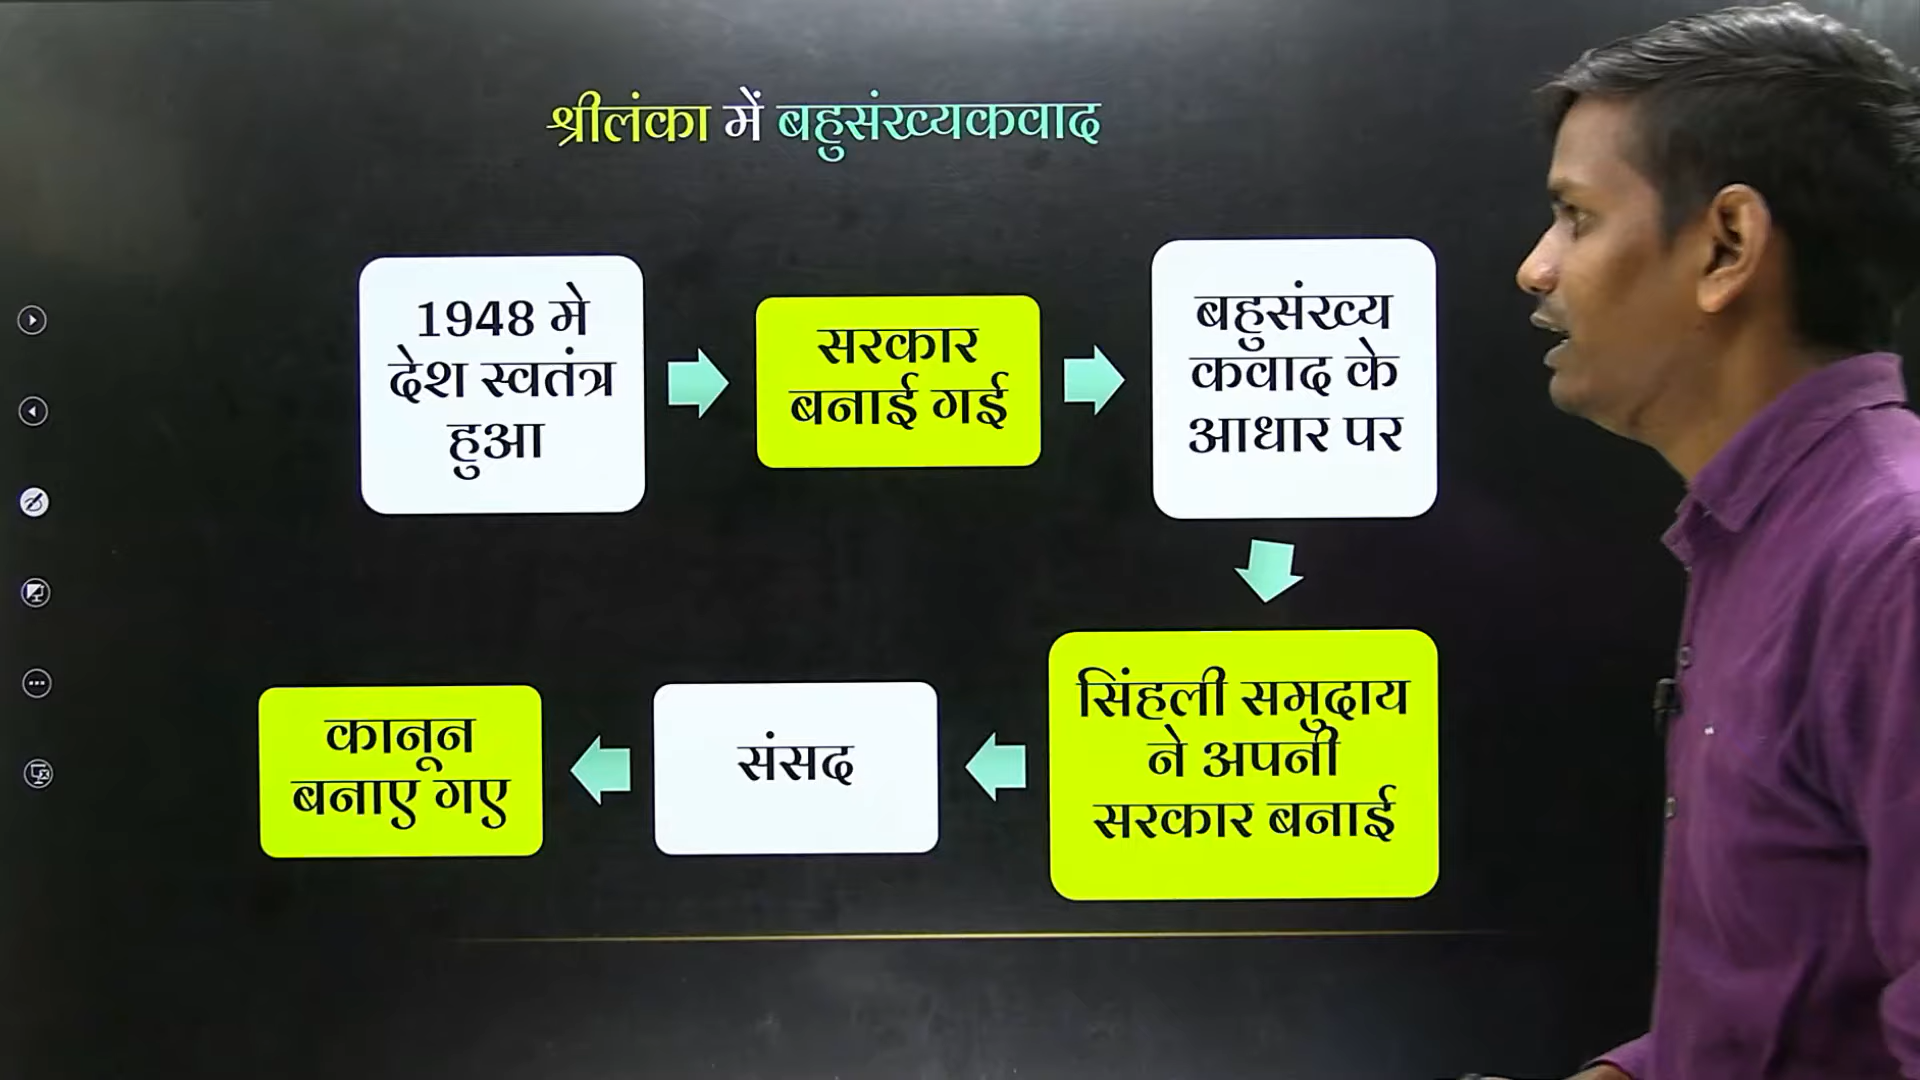 श्रीलंका में बहुसंख्यकवाद
1948 मे
देश स्वतंत्र
हुआ
सरकार
बनाई गई
बहुसंख्य
कवाद के
आधार पर
सिंहली समुदाय
ने अपनी
सरकार बनाई
संसद
कानून
बनाए गए